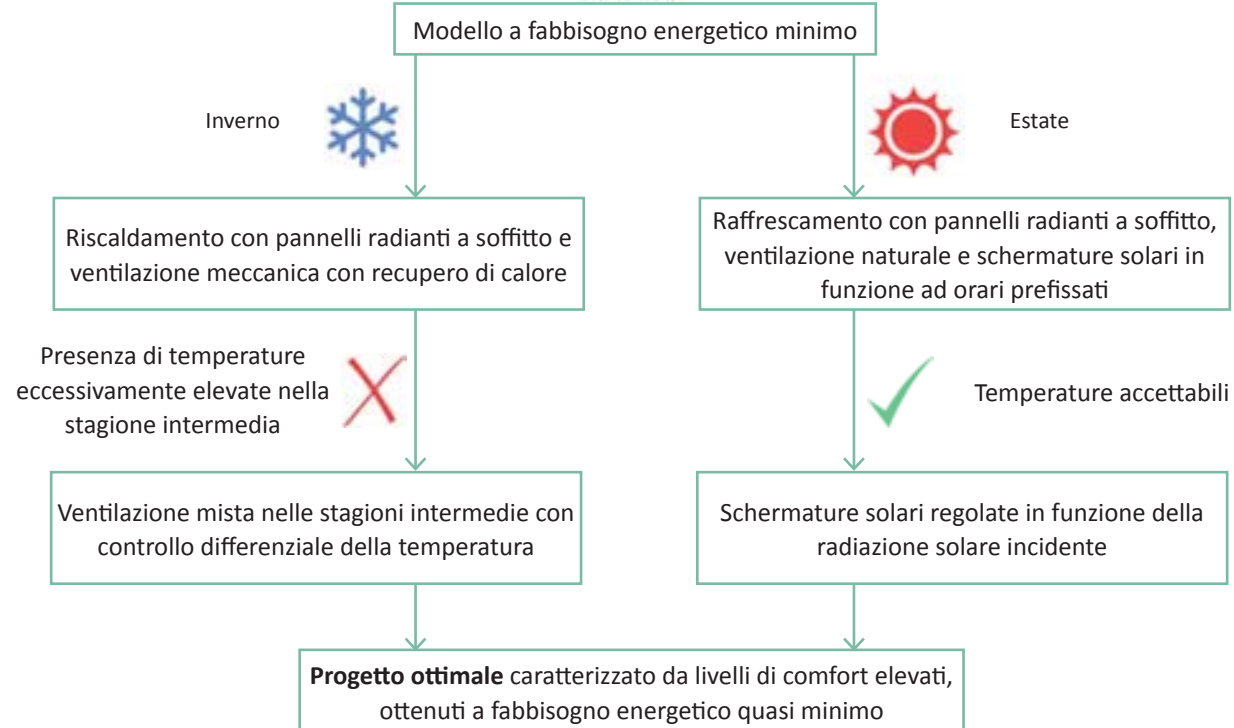 Modello a fabbisogno energetico minimo
Inverno
Estate
Riscaldamento con pannelli radianti a soffitto e
ventilazione meccanica con recupero di calore
Raffrescamento con pannelli radianti a soffitto,
ventilazione naturale e schermature solari in
funzione ad orari prefissati
Presenza di temperature
eccessivamente elevate nella
stagione intermedia
Temperature accettabili
Ventilazione mista nelle stagioni intermedie con
controllo differenziale della temperatura
Schermature solari regolate in funzione della
radiazione solare incidente
Progetto ottimale caratterizzato da livelli di comfort elevati,
ottenuti a fabbisogno energetico quasi minimo